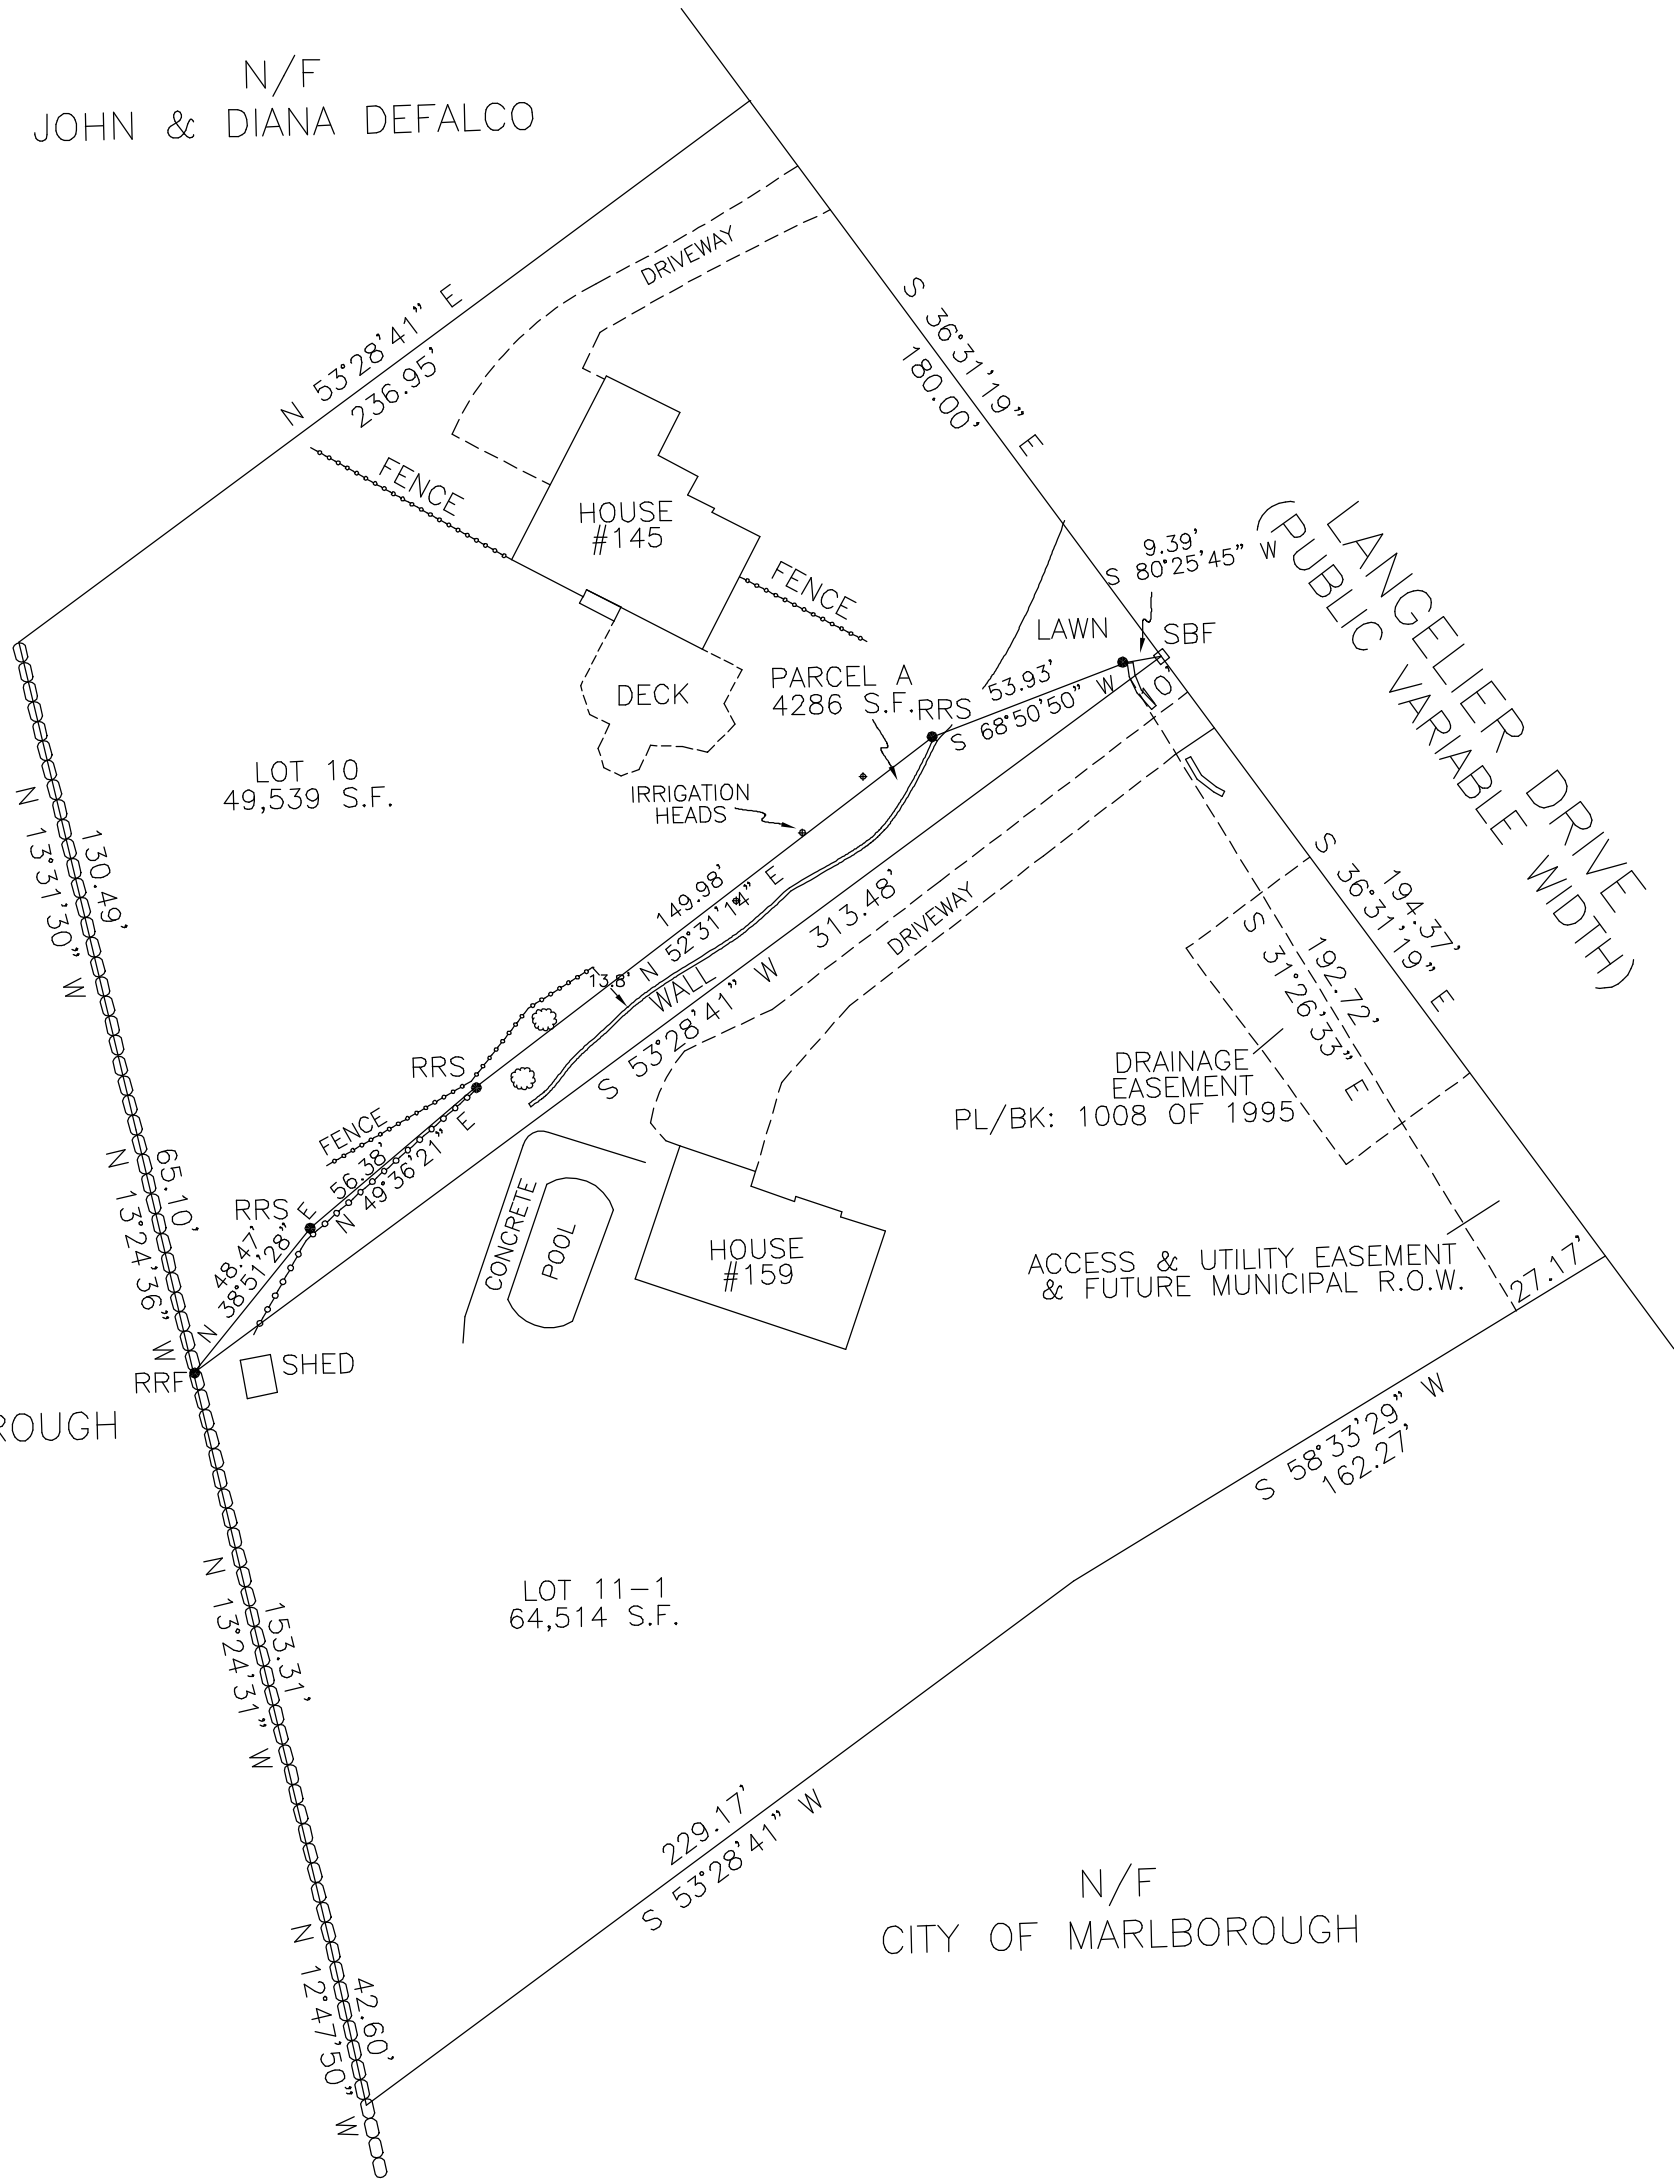 N/F
JOHN & DIANA DEFALCO
N 53°28'41" E
236.95'
DRIVEWAY
S 36°31'19" E
180.00'
FENCE
HOUSE
#145
FENCE
9.39'
S 80°25'45" W
LANGELIER DRIVE
(PUBLIC VARIABLE WIDTH)
LAWN
SBF
PARCEL A
4286 S.F.
RRS
53.93'
S 68°50'50" W
DECK
LOT 10
49,539 S.F.
IRRIGATION
HEADS
N 13°31'30" W
130.49'
149.98'
N 52°31'14" E
13.8'
WALL
S 53°28'41" W 313.48'
DRIVEWAY
S 36°31'19" E
194.37'
192.72'
S 31°26'33" E
DRAINAGE
EASEMENT
PL/BK: 1008 OF 1995
RRS
FENCE
56.38'
N 49°36'21" E
RRS
48.47'
N 38°51'28" E
N 13°24'36" W
65.10'
RRF
SHED
ROUGH
CONCRETE
POOL
HOUSE
#159
ACCESS & UTILITY EASEMENT
& FUTURE MUNICIPAL R.O.W.
27.17'
S 58°33'29" W
162.27'
LOT 11-1
64,514 S.F.
N 13°24'31" W
153.31'
229.17'
S 53°28'41" W
N/F
CITY OF MARLBOROUGH
N 12°47'50" W
42.60'